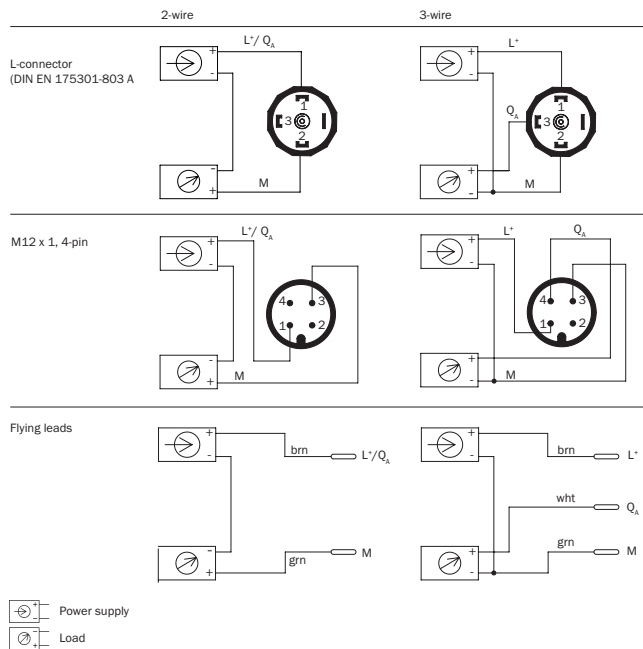 2-wire 3-wire
L-connector
(DIN EN 175301-803 A
L⁺/ Q_A
+
-
1
3
2
-
+
M
L⁺
+
-
Q_A
1
3
2
+
-
M
M12 x 1, 4-pin
L⁺/ Q_A
+
-
4 3
1 2
-
+
M
L⁺ Q_A
+
-
4 3
1 2
+
-
M
Flying leads
+
-
brn L⁺/Q_A
-
+
grn M
+
-
brn L⁺
wht Q_A
+
-
grn M
+
-
Power supply
-
+
Load